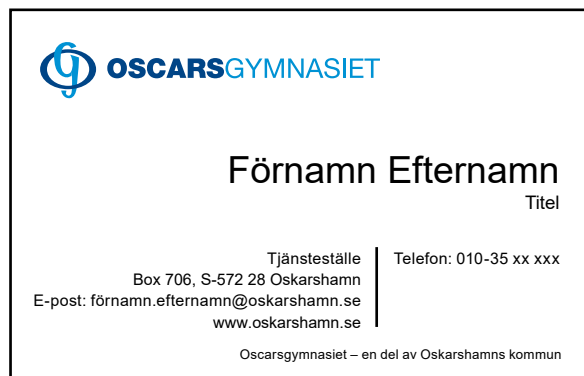 OSCARSGYMNASIET
Förnamn Efternamn
Titel
Tjänsteställe
Box 706, S-572 28 Oskarshamn
E-post: förnamn.efternamn@oskarshamn.se
www.oskarshamn.se
Telefon: 010-35 xx xxx
Oscarsgymnasiet – en del av Oskarshamns kommun